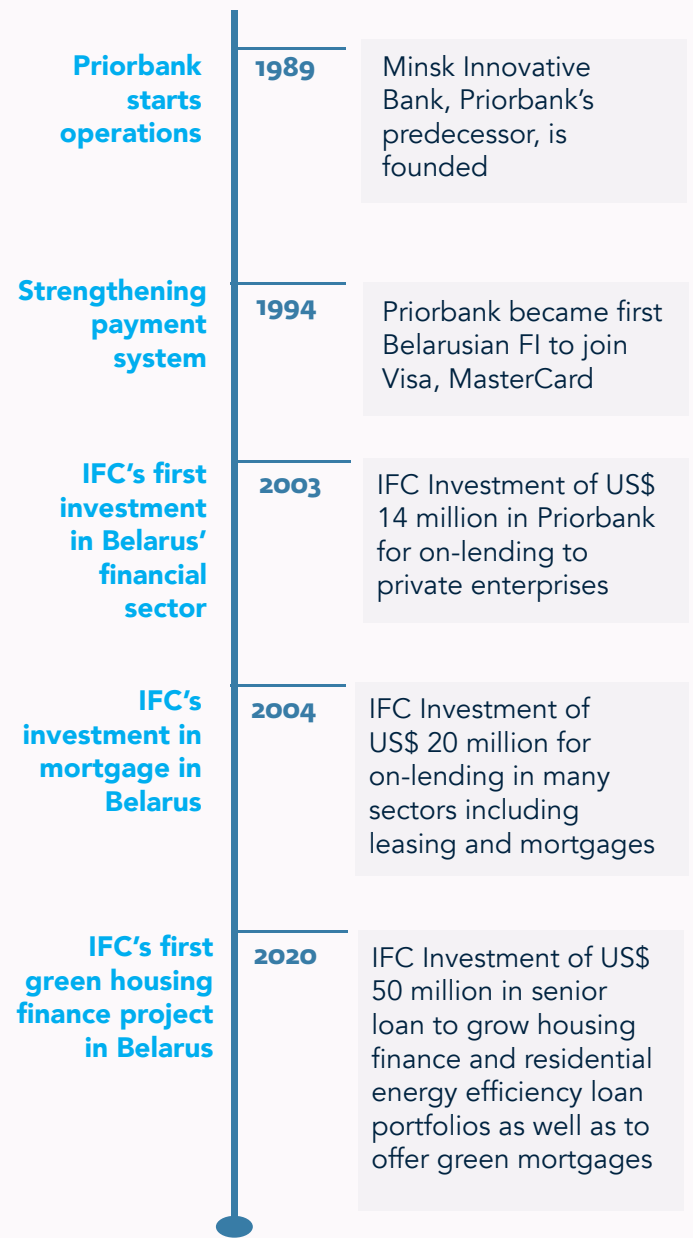 Priorbank
starts
operations
1989
Minsk Innovative
Bank, Priorbank’s
predecessor, is
founded
Strengthening
payment
system
1994
Priorbank became first
Belarusian FI to join
Visa, MasterCard
IFC’s first
investment
in Belarus’
financial
sector
2003
IFC Investment of US$
14 million in Priorbank
for on-lending to
private enterprises
IFC’s
investment in
mortgage in
Belarus
2004
IFC Investment of
US$ 20 million for
on-lending in many
sectors including
leasing and mortgages
IFC’s first
green housing
finance project
in Belarus
2020
IFC Investment of US$
50 million in senior
loan to grow housing
finance and residential
energy efficiency loan
portfolios as well as to
offer green mortgages